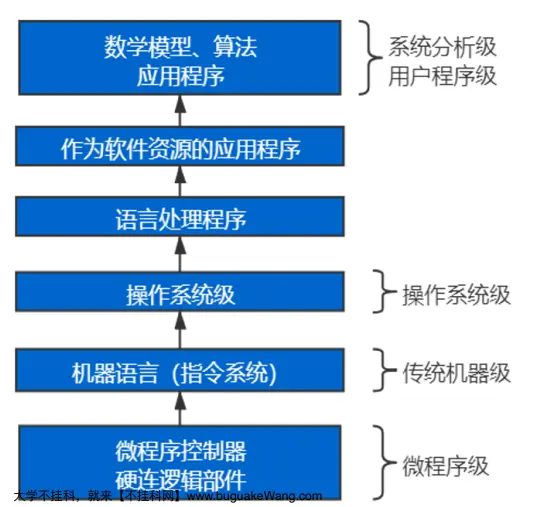 数学模型、算法
应用程序
系统分析级
用户程序级
作为软件资源的应用程序
语言处理程序
操作系统级
操作系统级
机器语言（指令系统）
传统机器级
微程序控制器
硬连逻辑部件
微程序级
大学不挂科，就来【不挂科网】www.buguakeWang.com